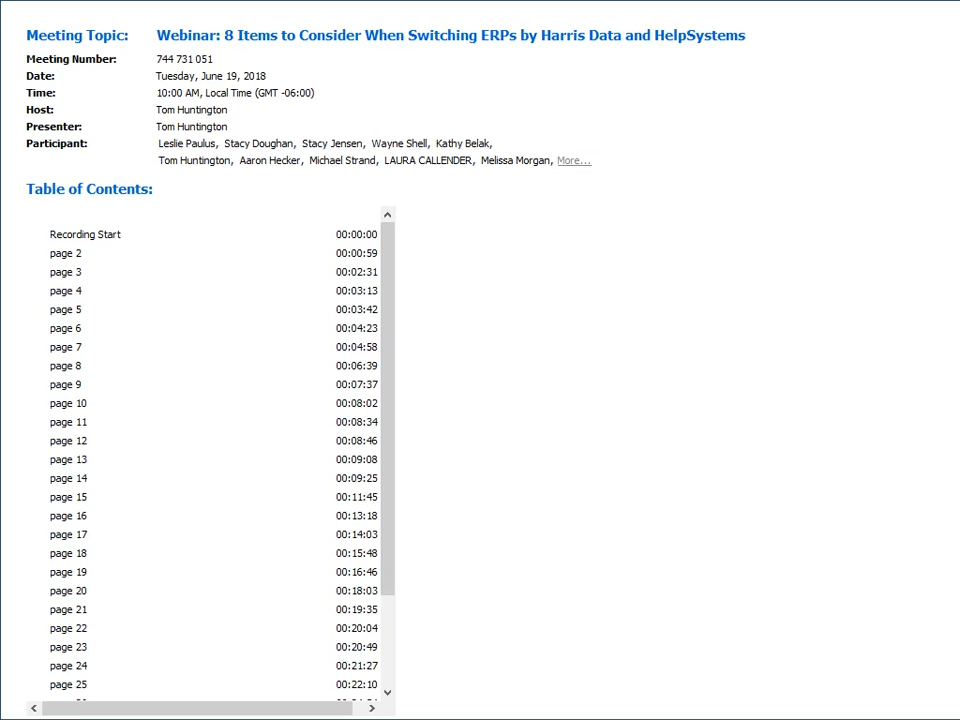 Meeting Topic: Webinar: 8 Items to Consider When Switching ERPs by Harris Data and HelpSystems
Meeting Number: 744 731 051
Date: Tuesday, June 19, 2018
Time: 10:00 AM, Local Time (GMT -06:00)
Host: Tom Huntington
Presenter: Tom Huntington
Participant: Leslie Paulus, Stacy Doughan, Stacy Jensen, Wayne Shell, Kathy Belak,
Tom Huntington, Aaron Hecker, Michael Strand, LAURA CALLENDER, Melissa Morgan, More...
Table of Contents:
Recording Start 00:00:00
page 2 00:00:59
page 3 00:02:31
page 4 00:03:13
page 5 00:03:42
page 6 00:04:23
page 7 00:04:58
page 8 00:06:39
page 9 00:07:37
page 10 00:08:02
page 11 00:08:34
page 12 00:08:46
page 13 00:09:08
page 14 00:09:25
page 15 00:11:45
page 16 00:13:18
page 17 00:14:03
page 18 00:15:48
page 19 00:16:46
page 20 00:18:03
page 21 00:19:35
page 22 00:20:04
page 23 00:20:49
page 24 00:21:27
page 25 00:22:10